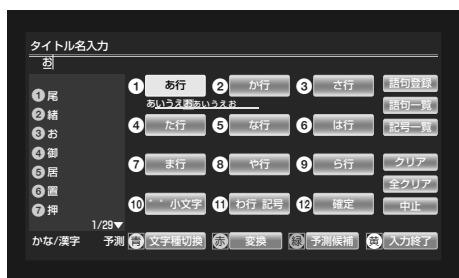 タイトル名入力
お
① あ行 ② か行 ③ さ行 語句登録
あいうえおぁぃぅぇぉ 語句一覧
④ た行 ⑤ な行 ⑥ は行 記号一覧
⑦ ま行 ⑧ や行 ⑨ ら行 クリア
全クリア
⑩ ゛゜小文字 ⑪ わ行 記号 ⑫ 確定 中止
❶ 尾
❷ 緒
❸ お
❹ 御
❺ 居
❻ 置
❼ 押
1/29▼
かな/漢字 予測 青 文字種切換 赤 変換 緑 予測候補 黄 入力終了